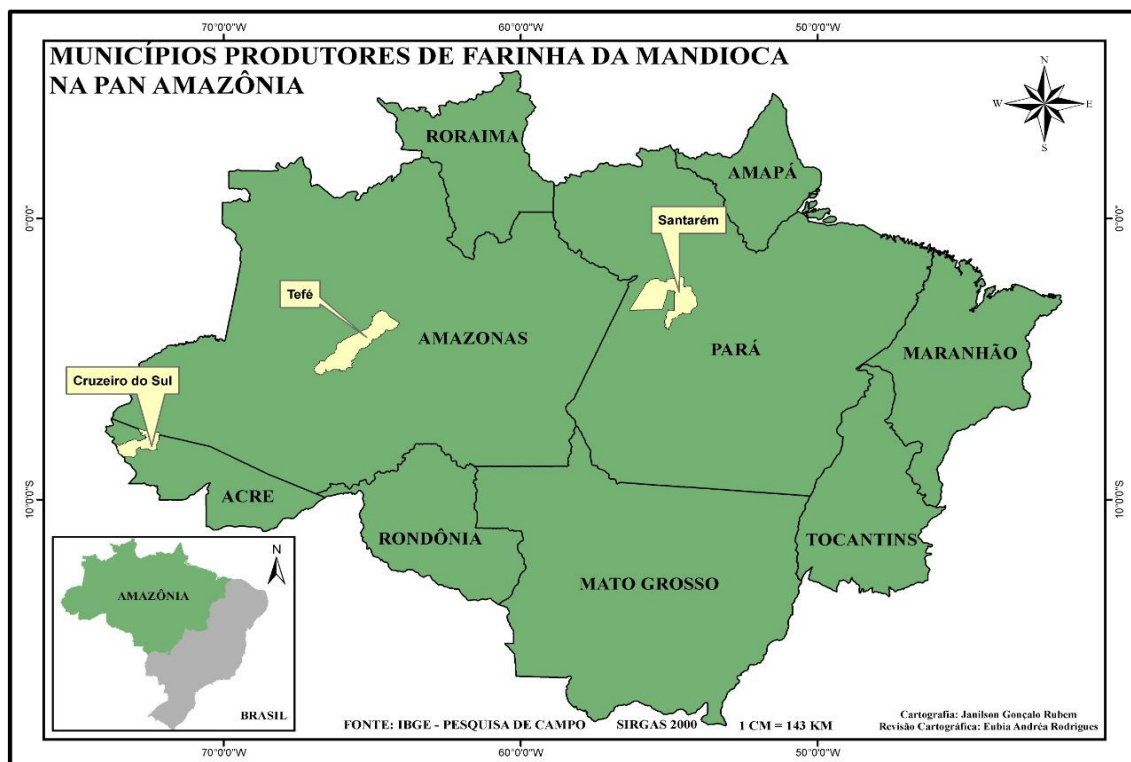 70°0'0"W
60°0'0"W
50°0'0"W
MUNICÍPIOS PRODUTORES DE FARINHA DA MANDIOCA
NA PAN AMAZÔNIA
N
W
E
S
RORAIMA
AMAPÁ
0°0'0"
0°0'0"
Santarém
Tefé
AMAZONAS
PARÁ
MARANHÃO
Cruzeiro do Sul
ACRE
10°0'0"S
10°0'0"S
RONDÔNIA
TOCANTINS
MATO GROSSO
N
AMAZÔNIA
BRASIL
FONTE: IBGE - PESQUISA DE CAMPO SIRGAS 2000 1 CM = 143 KM
Cartografia: Janilson Gonçalo Rubem
Revisão Cartográfica: Eubia Andréa Rodrigues
70°0'0"W
60°0'0"W
50°0'0"W